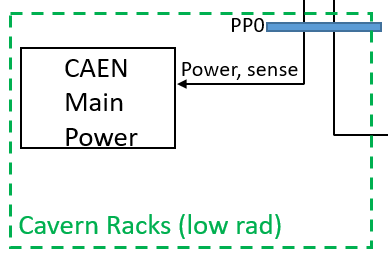 PP0
CAEN
Main
Power
Power, sense
Cavern Racks (low rad)